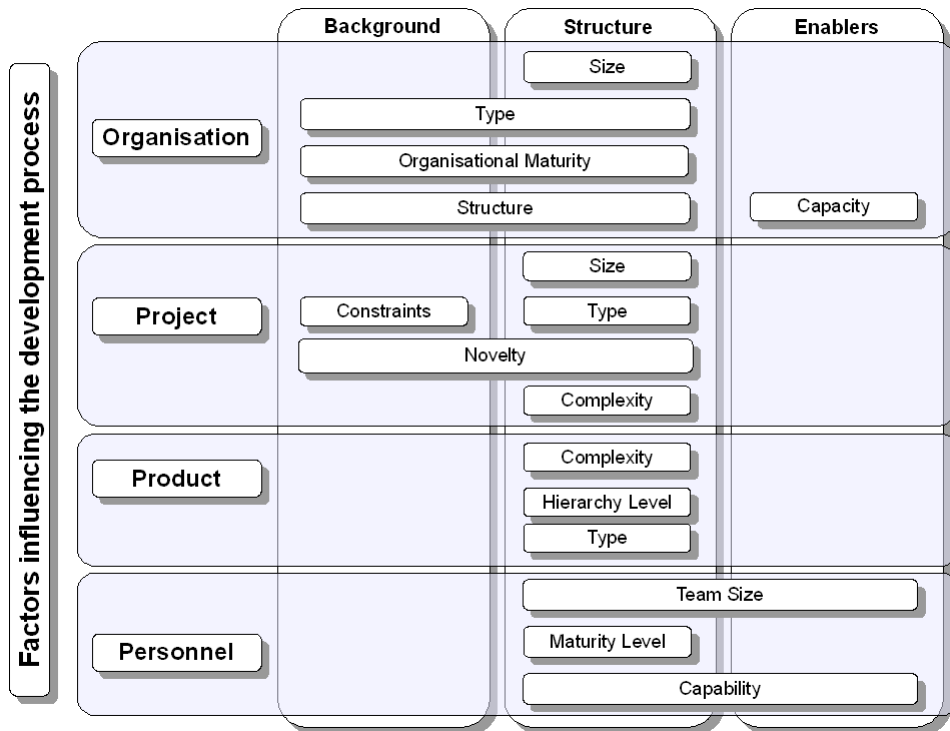 Factors influencing the development process
Background
Structure
Enablers
Organisation
Size
Type
Organisational Maturity
Structure
Capacity
Project
Size
Constraints
Type
Novelty
Complexity
Product
Complexity
Hierarchy Level
Type
Personnel
Team Size
Maturity Level
Capability